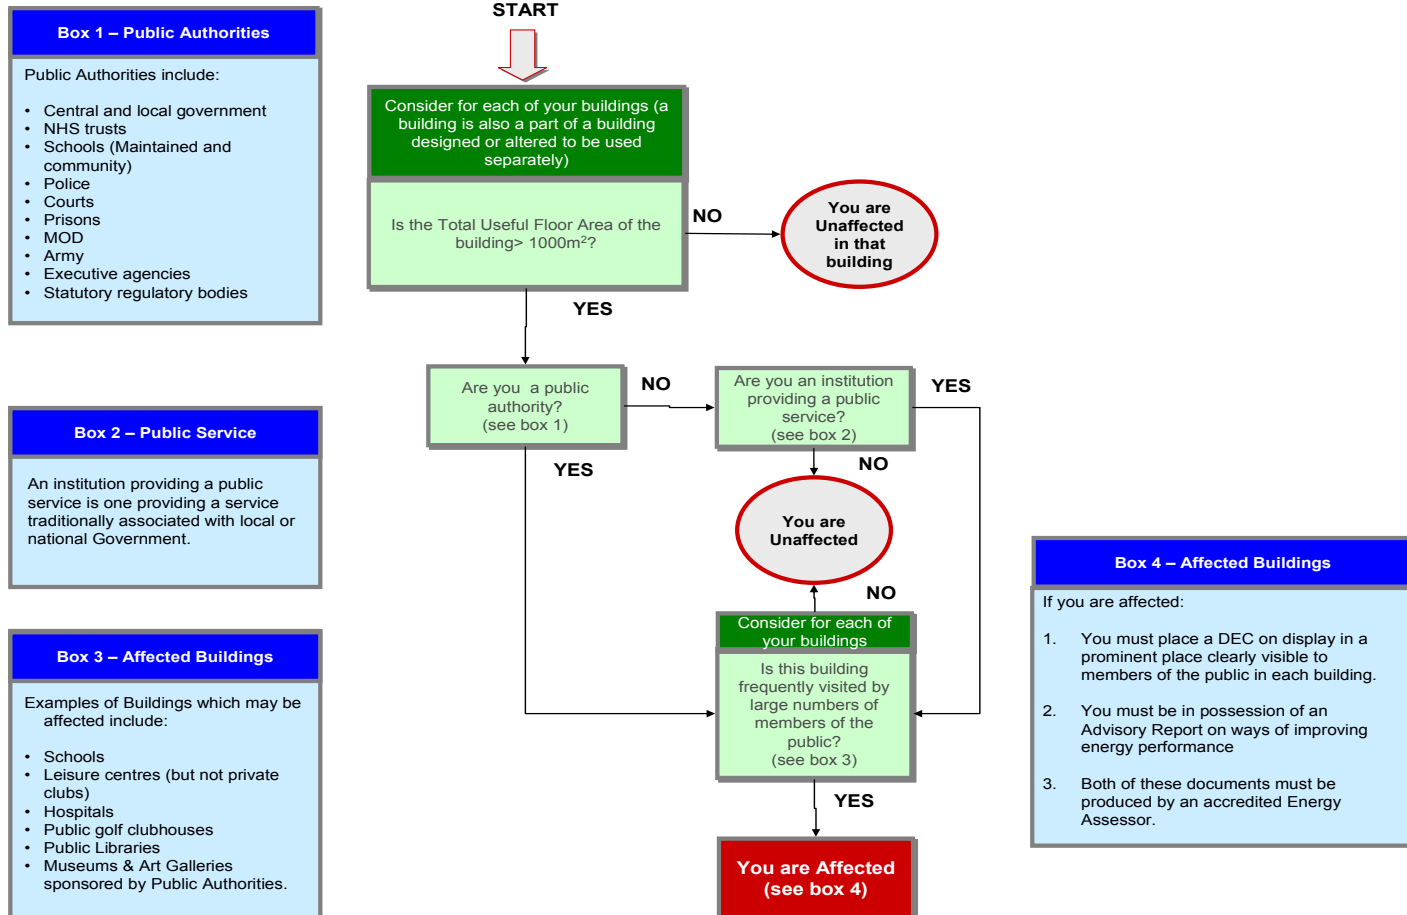 START
Box 1 – Public Authorities
Public Authorities include:
• Central and local government
• NHS trusts
• Schools (Maintained and
community)
• Police
• Courts
• Prisons
• MOD
• Army
• Executive agencies
• Statutory regulatory bodies
Consider for each of your buildings (a
building is also a part of a building
designed or altered to be used
separately)
Is the Total Useful Floor Area of the
building> 1000m²?
NO
You are
Unaffected
in that
building
YES
Are you a public
authority?
(see box 1)
NO
Are you an institution
providing a public
service?
(see box 2)
YES
YES
NO
You are
Unaffected
NO
Box 2 – Public Service
An institution providing a public
service is one providing a service
traditionally associated with local or
national Government.
Consider for each of
your buildings
Is this building
frequently visited by
large numbers of
members of the
public?
(see box 3)
YES
You are Affected
(see box 4)
Box 3 – Affected Buildings
Examples of Buildings which may be
affected include:
• Schools
• Leisure centres (but not private
clubs)
• Hospitals
• Public golf clubhouses
• Public Libraries
• Museums & Art Galleries
sponsored by Public Authorities.
Box 4 – Affected Buildings
If you are affected:
1. You must place a DEC on display in a
prominent place clearly visible to
members of the public in each building.
2. You must be in possession of an
Advisory Report on ways of improving
energy performance
3. Both of these documents must be
produced by an accredited Energy
Assessor.